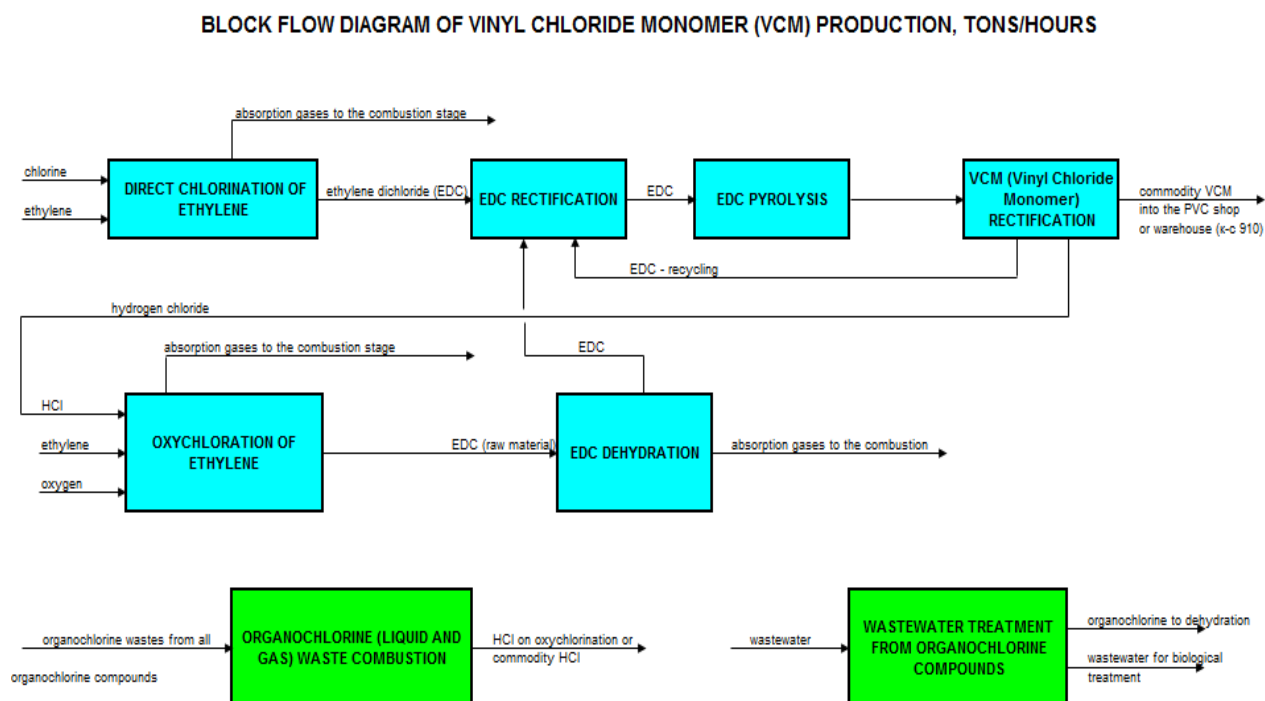 BLOCK FLOW DIAGRAM OF VINYL CHLORIDE MONOMER (VCM) PRODUCTION, TONS/HOURS
absorption gases to the combustion stage
chlorine
ethylene
DIRECT CHLORINATION OF
ETHYLENE
ethylene dichloride (EDC)
EDC RECTIFICATION
EDC
EDC PYROLYSIS
VCM (Vinyl Chloride
Monomer)
RECTIFICATION
commodity VCM
into the PVC shop
or warehouse (к-с 910)
EDC - recycling
hydrogen chloride
absorption gases to the combustion stage
EDC
HCl
ethylene
oxygen
OXYCHLORATION OF
ETHYLENE
EDC (raw material)
EDC DEHYDRATION
absorption gases to the combustion
organochlorine wastes from all
organochlorine compounds
ORGANOCHLORINE (LIQUID AND
GAS) WASTE COMBUSTION
HCl on oxychlorination or
commodity HCl
wastewater
WASTEWATER TREATMENT
FROM ORGANOCHLORINE
COMPOUNDS
organochlorine to dehydration
wastewater for biological
treatment